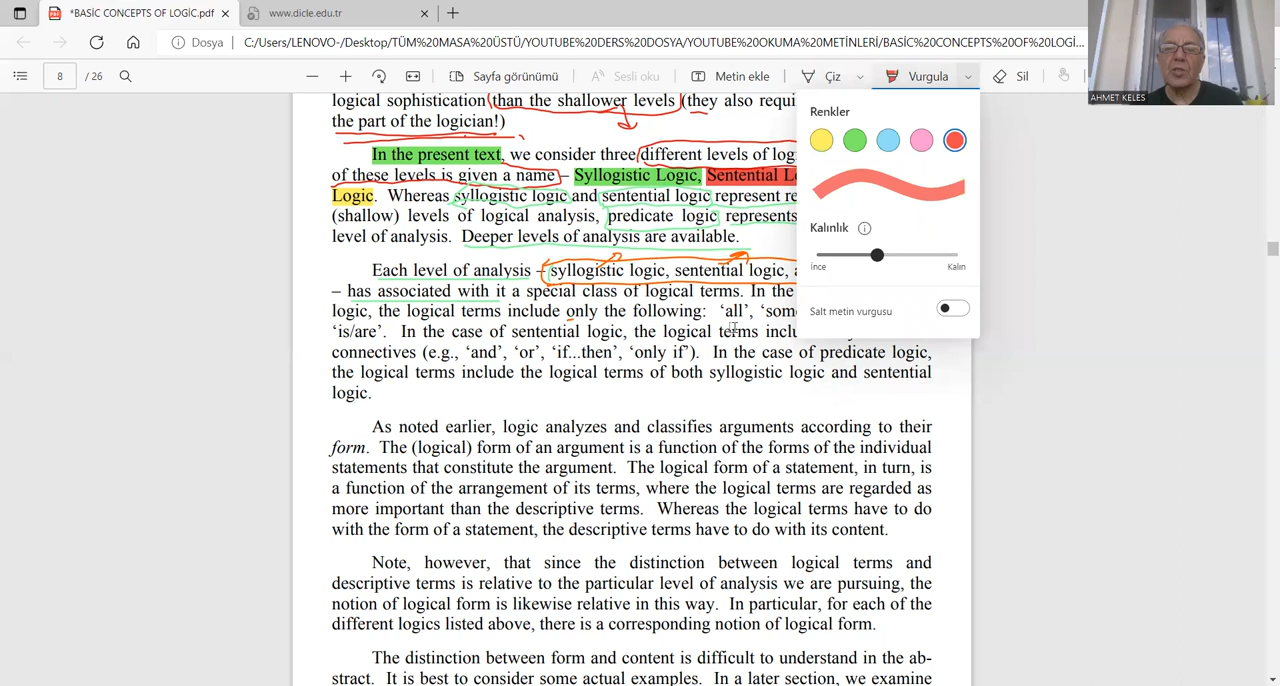 *BASİC CONCEPTS OF LOGİC.pdf
www.dicle.edu.tr
Dosya
C:/Users/LENOVO-/Desktop/TÜM%20MASA%20ÜSTÜ/YOUTUBE%20DERS%20DOSYA/YOUTUBE%20OKUMA%20METİNLERİ/BASİC%20CONCEPTS%20OF%20LOGİ...
8 / 26
Sayfa görünümü
Sesli oku
Metin ekle
Çiz
Vurgula
Sil
AHMET KELES
Renkler
Kalınlık
İnce
Kalın
Salt metin vurgusu
logical sophistication than the shallower levels (they also requi
the part of the logician!)
In the present text, we consider three different levels of log
of these levels is given a name – Syllogistic Logic, Sentential L
Logic. Whereas syllogistic logic and sentential logic represent re
(shallow) levels of logical analysis, predicate logic represents
level of analysis. Deeper levels of analysis are available.
Each level of analysis – syllogistic logic, sentential logic, a
– has associated with it a special class of logical terms. In the
logic, the logical terms include only the following: ‘all’, ‘som
‘is/are’. In the case of sentential logic, the logical terms inclu
connectives (e.g., ‘and’, ‘or’, ‘if...then’, ‘only if’). In the case of predicate logic,
the logical terms include the logical terms of both syllogistic logic and sentential
logic.
As noted earlier, logic analyzes and classifies arguments according to their
form. The (logical) form of an argument is a function of the forms of the individual
statements that constitute the argument. The logical form of a statement, in turn, is
a function of the arrangement of its terms, where the logical terms are regarded as
more important than the descriptive terms. Whereas the logical terms have to do
with the form of a statement, the descriptive terms have to do with its content.
Note, however, that since the distinction between logical terms and
descriptive terms is relative to the particular level of analysis we are pursuing, the
notion of logical form is likewise relative in this way. In particular, for each of the
different logics listed above, there is a corresponding notion of logical form.
The distinction between form and content is difficult to understand in the ab-
stract. It is best to consider some actual examples. In a later section, we examine